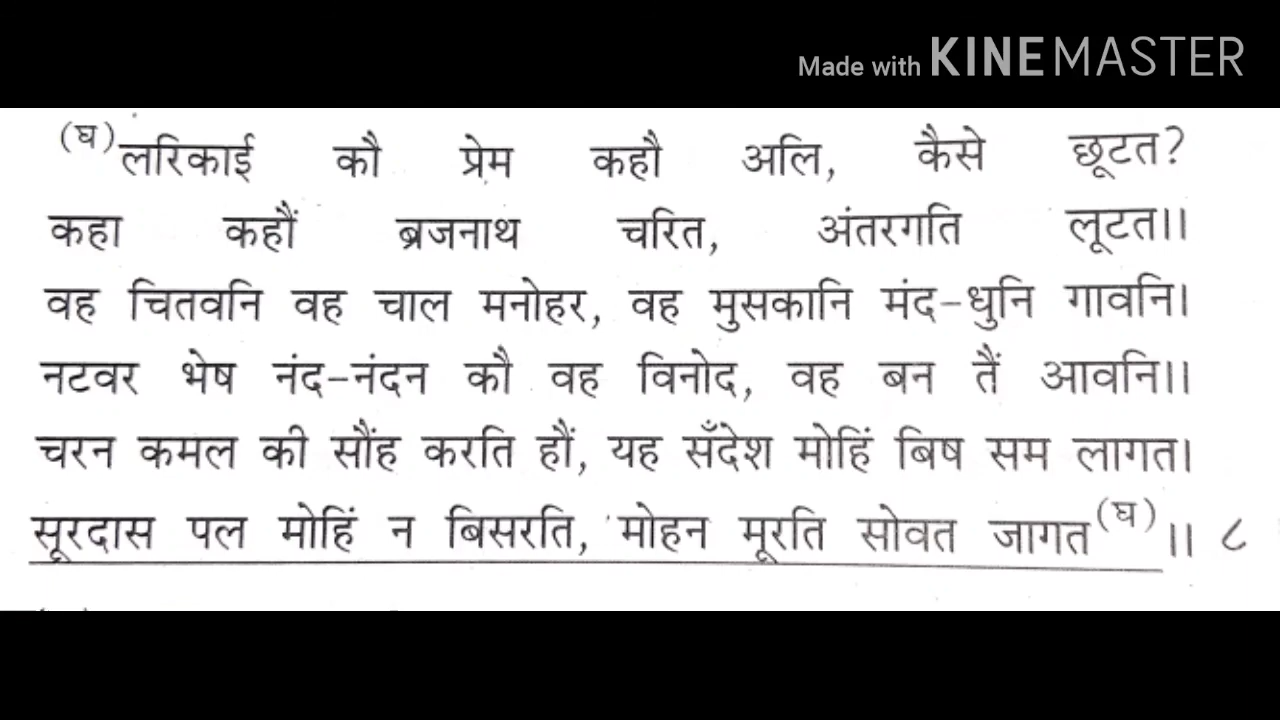 Made with KINEMASTER
(घ) लरिकाई कौ प्रेम कहौ अलि, कैसे छूटत?
कहा कहौं ब्रजनाथ चरित, अंतरगति लूटत।।
वह चितवनि वह चाल मनोहर, वह मुसकानि मंद-धुनि गावनि।
नटवर भेष नंद-नंदन कौ वह विनोद, वह बन तैं आवनि।।
चरन कमल की सौंह करति हौं, यह सँदेश मोहिं बिष सम लागत।
सूरदास पल मोहिं न बिसरति, मोहन मूरति सोवत जागत (घ) ।। ८